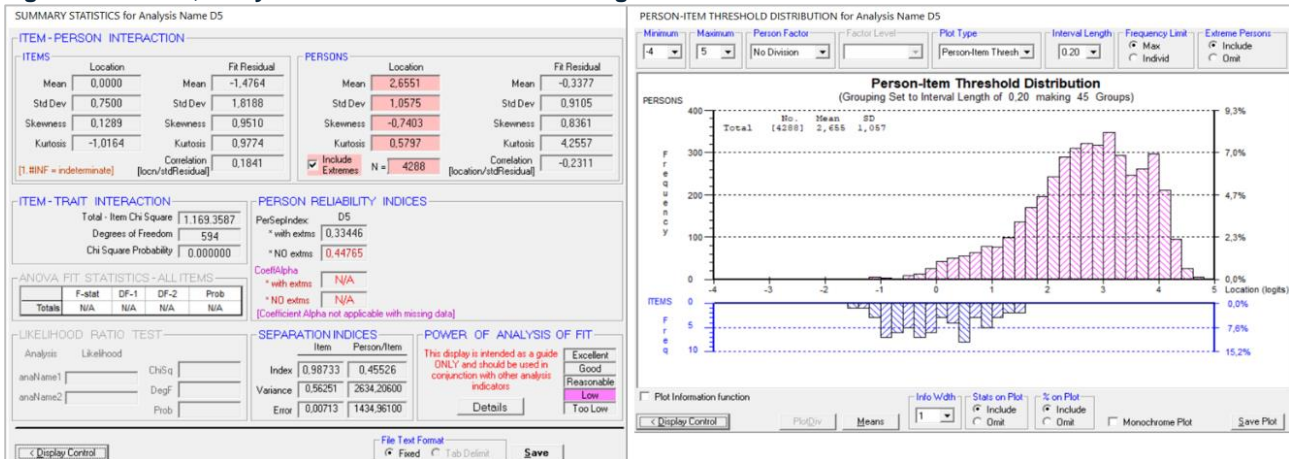 SUMMARY STATISTICS for Analysis Name D5
ITEM-PERSON INTERACTION
ITEMS
Location Fit Residual
Mean 0,0000 Mean -1,4764
Std Dev 0,7500 Std Dev 1,8188
Skewness 0,1289 Skewness 0,9510
Kurtosis -1,0164 Kurtosis 0,9774
[1.#INF = indeterminate] Correlation [locn/stdResidual] 0,1841
PERSONS
Location Fit Residual
Mean 2,6551 Mean -0,3377
Std Dev 1,0575 Std Dev 0,9105
Skewness -0,7403 Skewness 0,8361
Kurtosis 0,5797 Kurtosis 4,2557
Include Extremes N = 4288 Correlation [location/stdResidual] -0,2311
ITEM-TRAIT INTERACTION
Total - Item Chi Square 1.169.3587
Degrees of Freedom 594
Chi Square Probability 0.000000
PERSON RELIABILITY INDICES
PerSepIndex: D5
* with extms 0,33446
* NO extms 0,44765
CoeffAlpha
* with extms N/A
* NO extms N/A
[Coefficient Alpha not applicable with missing data]
ANOVA FIT STATISTICS - ALL ITEMS
F-stat DF-1 DF-2 Prob
Totals N/A N/A N/A N/A
LIKELIHOOD RATIO TEST
Analysis Likelihood
anaName1 ChiSq
anaName2 DegF
Prob
SEPARATION INDICES
Item Person/Item
Index 0,98733 0,45526
Variance 0,56251 2634,20600
Error 0,00713 1434,96100
POWER OF ANALYSIS OF FIT
This display is intended as a guide
ONLY and should be used in
conjunction with other analysis
indicators
Details
Excellent
Good
Reasonable
Low
Too Low
< Display Control
File Text Format
Fixed Tab Delimit
Save
PERSON-ITEM THRESHOLD DISTRIBUTION for Analysis Name D5
Minimum Maximum Person Factor Factor Level Plot Type Interval Length Frequency Limit Extreme Persons
-4 5 No Division Person-Item Thresh 0.20 Max Include
Individ Omit
Person-Item Threshold Distribution
(Grouping Set to Interval Length of 0,20 making 45 Groups)
PERSONS
No. Mean SD
Total [4288] 2,655 1,057
Frequency
400 9,3%
300 7,0%
200 4,7%
100 2,3%
0 0,0%
-4 -3 -2 -1 0 1 2 3 4 5 Location (logits)
ITEMS 0 0,0%
Freq
5 7,6%
10 15,2%
Plot Information function
< Display Control
PlotDiv
Means
Info Wdth
1
Stats on Plot
Include
Omit
% on Plot
Include
Omit
Monochrome Plot
Save Plot